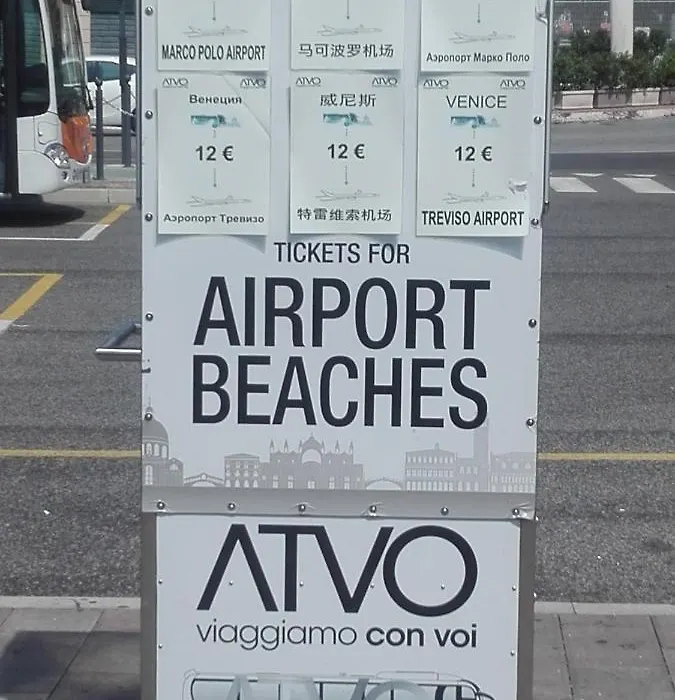 MARCO POLO AIRPORT
马可波罗机场
Аэропорт Марко Поло
ATVO ATVO
Венеция
12 €
Аэропорт Тревизо
ATVO ATVO
威尼斯
12 €
特雷维索机场
ATVO ATVO
VENICE
12 €
TREVISO AIRPORT
TICKETS FOR
AIRPORT
BEACHES
ATVO
viaggiamo con voi
ATVO